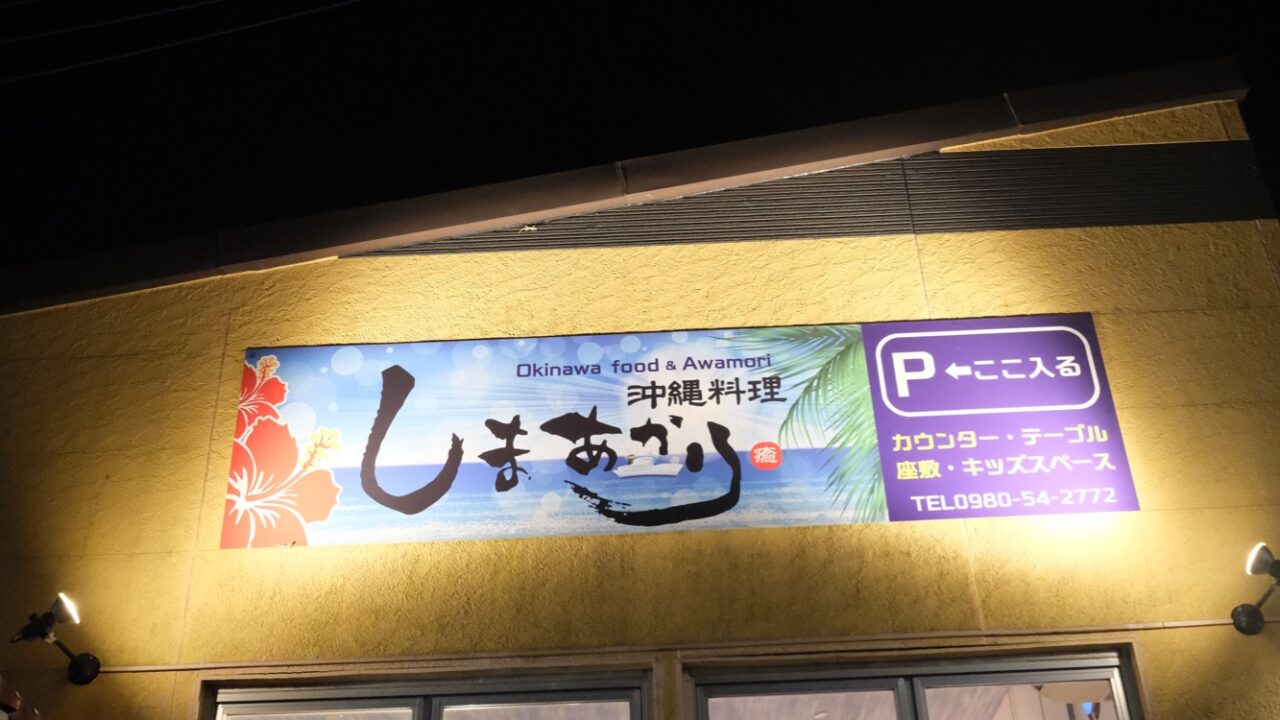 Okinawa food & Awamori
沖縄料理
しまあかり
癒
P ←ここ入る
カウンター・テーブル
座敷・キッズスペース
TEL0980-54-2772